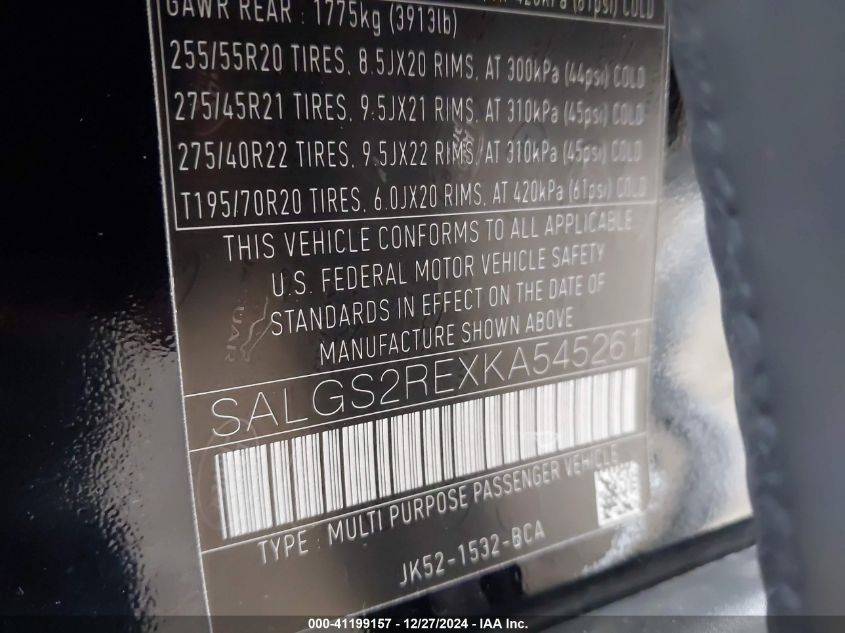 420kPa (61psi) COLD
GAWR REAR : 1775kg (3913lb)
255/55R20 TIRES, 8.5JX20 RIMS, AT 300kPa (44psi) COLD
275/45R21 TIRES, 9.5JX21 RIMS, AT 310kPa (45psi) COLD
275/40R22 TIRES, 9.5JX22 RIMS, AT 310kPa (45psi) COLD
T195/70R20 TIRES, 6.0JX20 RIMS, AT 420kPa (61psi) COLD
THIS VEHICLE CONFORMS TO ALL APPLICABLE
U.S. FEDERAL MOTOR VEHICLE SAFETY
STANDARDS IN EFFECT ON THE DATE OF
MANUFACTURE SHOWN ABOVE
SALGS2REXKA545261
TYPE : MULTI PURPOSE PASSENGER VEHICLE
JK52-1532-BCA
000-41199157 - 12/27/2024 - IAA Inc.